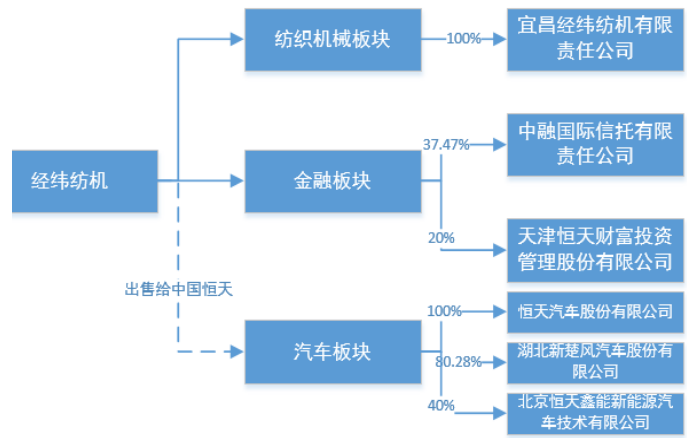 纺织机械板块
100%
宜昌经纬纺机有限
责任公司
经纬纺机
金融板块
37.47%
中融国际信托有限
责任公司
20%
天津恒天财富投资
管理股份有限公司
出售给中国恒天
汽车板块
100%
恒天汽车股份有限公司
80.28%
湖北新楚风汽车股份有
限公司
40%
北京恒天鑫能新能源汽
车技术有限公司